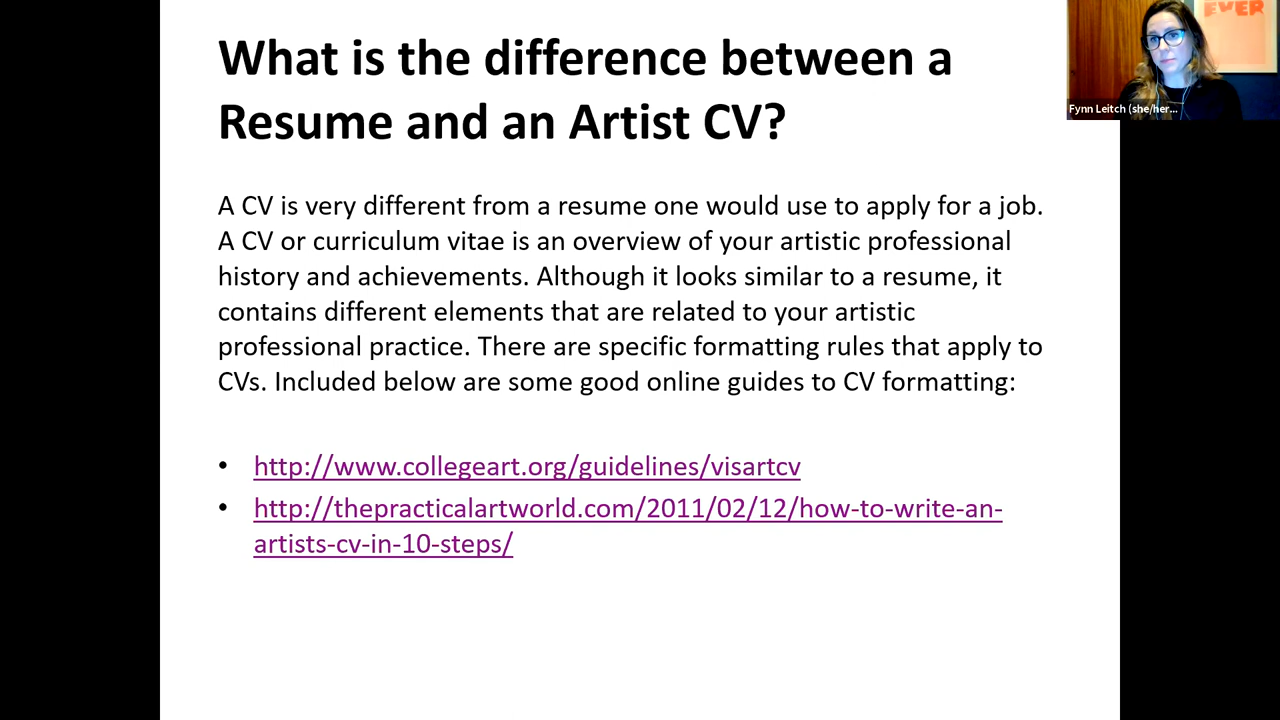 What is the difference between a
Resume and an Artist CV?
A CV is very different from a resume one would use to apply for a job.
A CV or curriculum vitae is an overview of your artistic professional
history and achievements. Although it looks similar to a resume, it
contains different elements that are related to your artistic
professional practice. There are specific formatting rules that apply to
CVs. Included below are some good online guides to CV formatting:
• http://www.collegeart.org/guidelines/visartcv
• http://thepracticalartworld.com/2011/02/12/how-to-write-an-
artists-cv-in-10-steps/
EVER
Fynn Leitch (she/her...